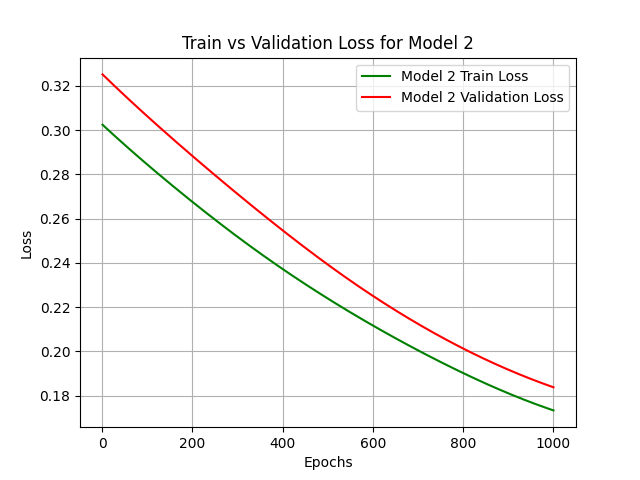 Train vs Validation Loss for Model 2
Model 2 Train Loss
Model 2 Validation Loss
Loss
0.32
0.30
0.28
0.26
0.24
0.22
0.20
0.18
0 200 400 600 800 1000
Epochs